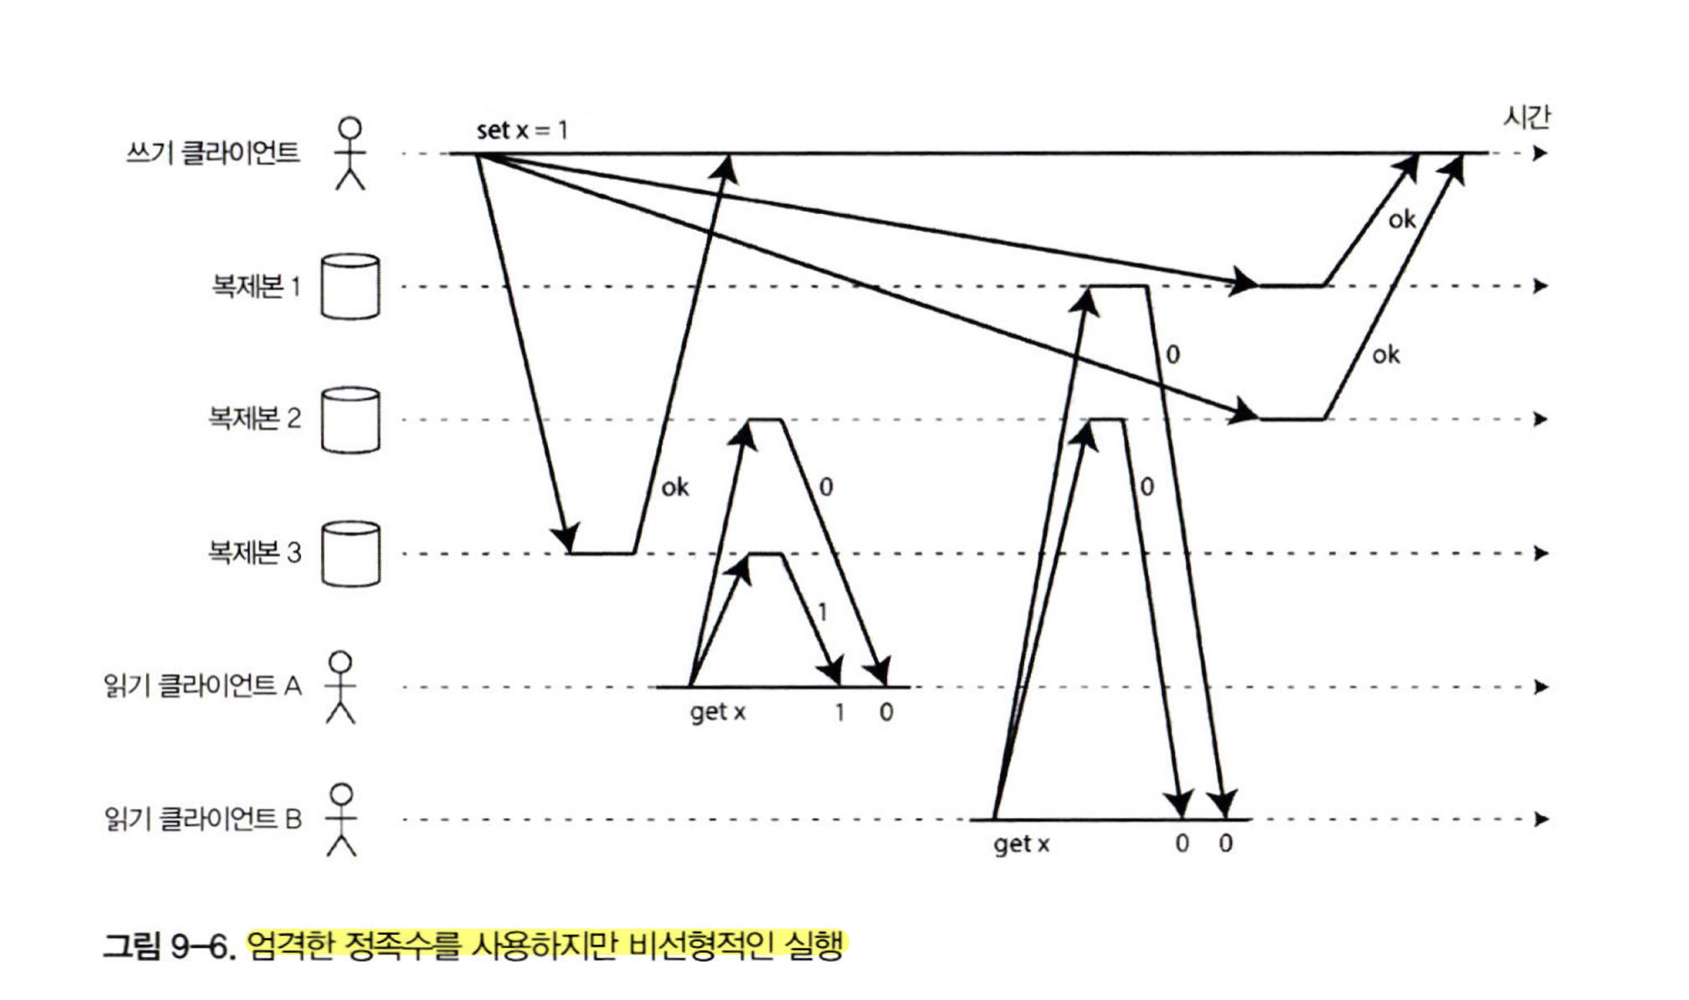 시간
set x = 1
쓰기 클라이언트
ok
복제본 1
0
ok
복제본 2
ok
0
0
복제본 3
1
읽기 클라이언트 A
get x
1
0
읽기 클라이언트 B
get x
0
0
그림 9-6. 엄격한 정족수를 사용하지만 비선형적인 실행